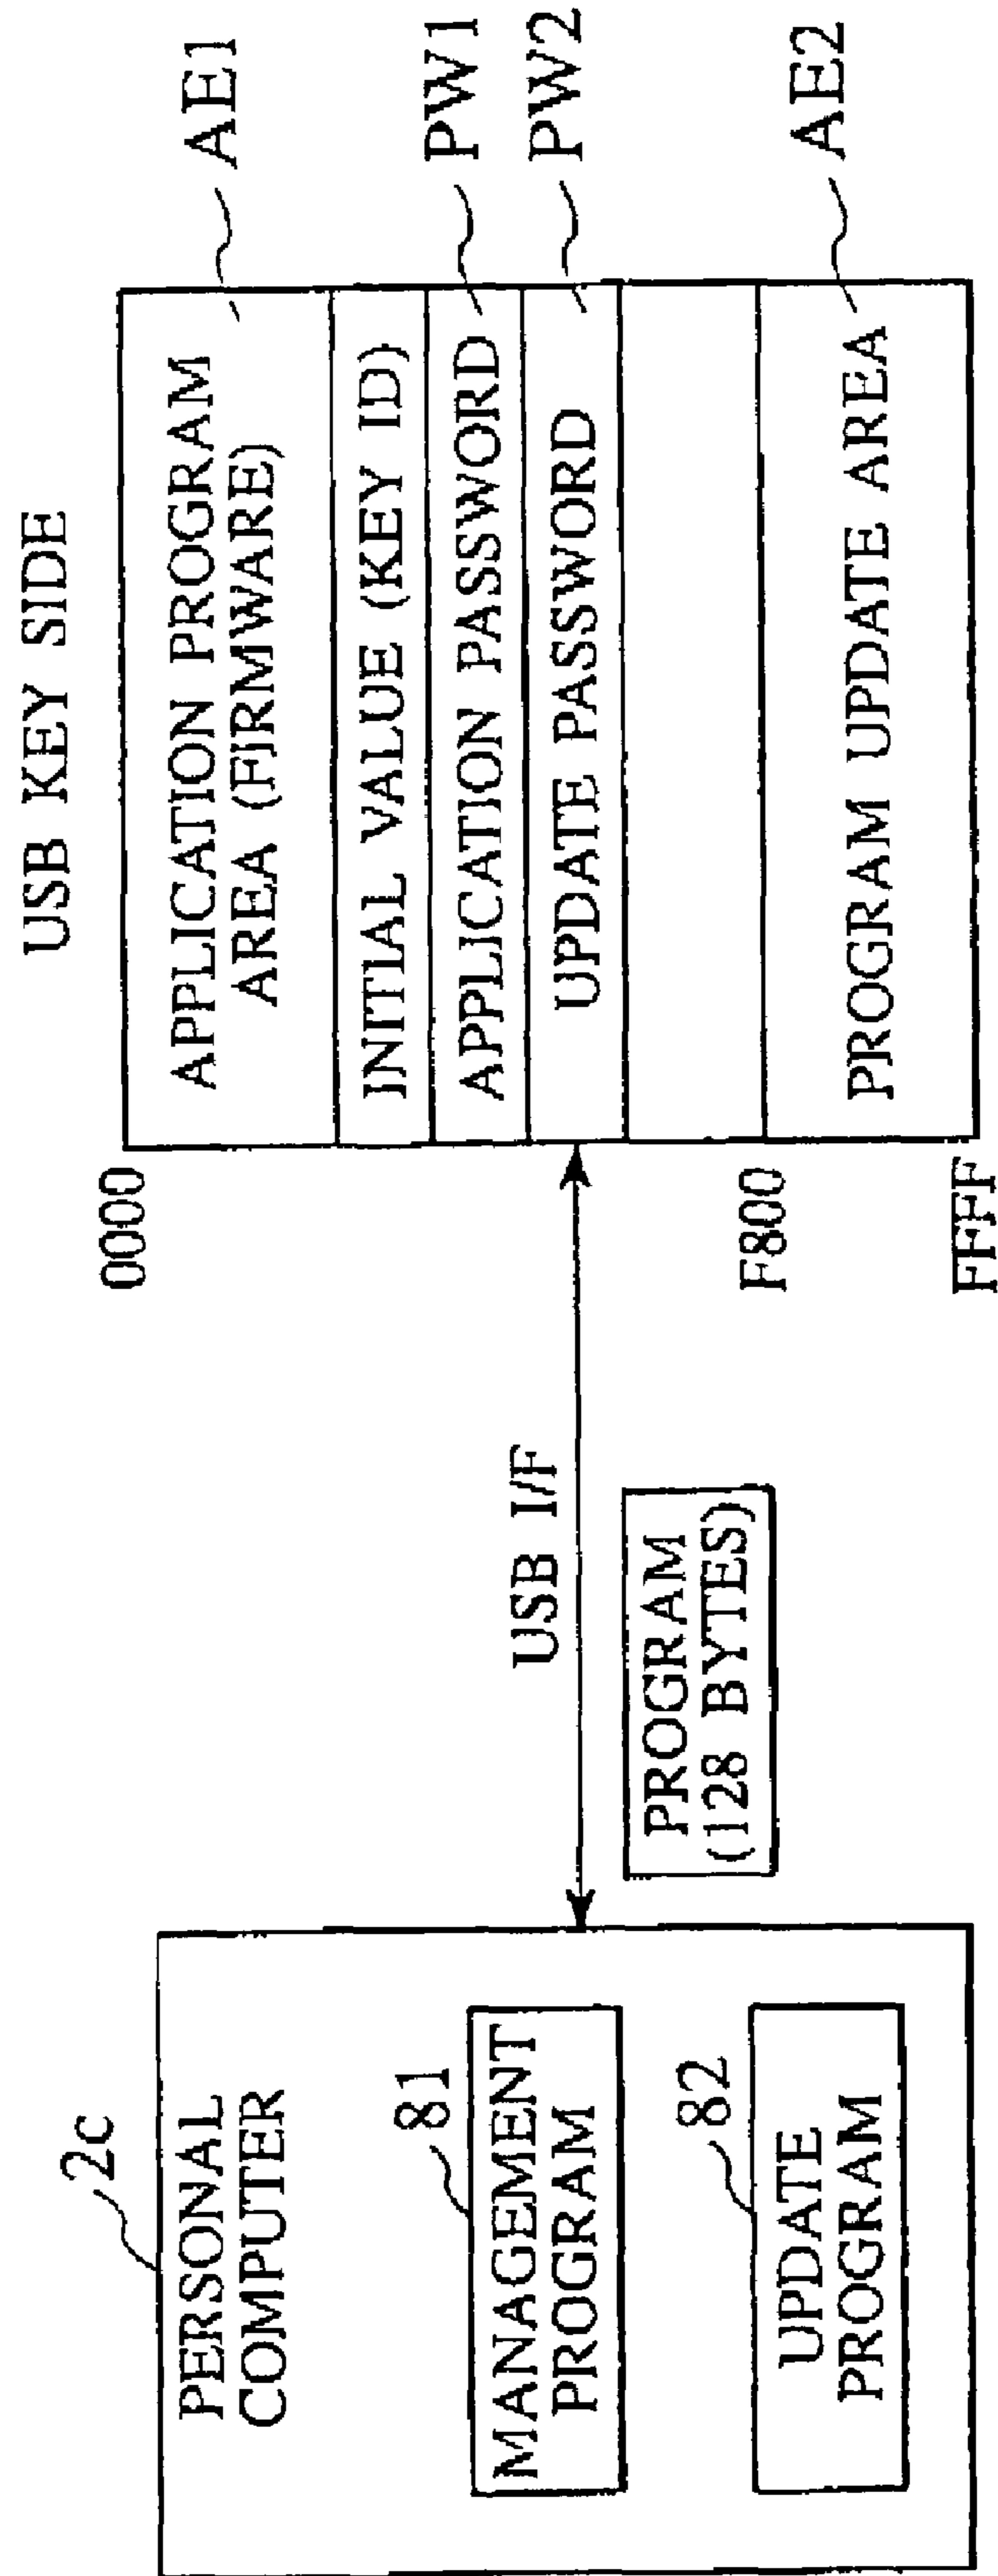 USB KEY SIDE
2c
PERSONAL
COMPUTER
81
MANAGEMENT
PROGRAM
82
UPDATE
PROGRAM
USB I/F
PROGRAM
(128 BYTES)
0000
F800
FFFF
APPLICATION PROGRAM
AREA (FIRMWARE)
INITIAL VALUE (KEY ID)
APPLICATION PASSWORD
UPDATE PASSWORD
PROGRAM UPDATE AREA
AE1
PW1
PW2
AE2